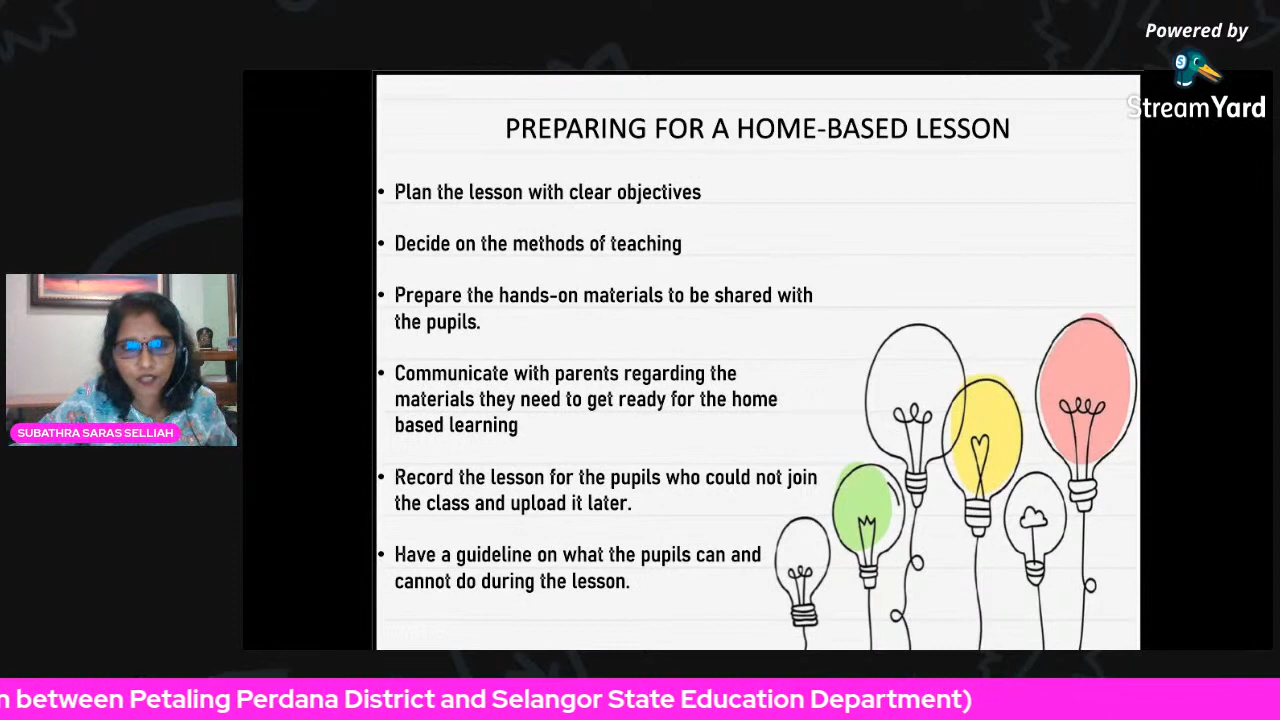 Powered by
StreamYard
PREPARING FOR A HOME-BASED LESSON
• Plan the lesson with clear objectives
• Decide on the methods of teaching
• Prepare the hands-on materials to be shared with
the pupils.
• Communicate with parents regarding the
materials they need to get ready for the home
based learning
• Record the lesson for the pupils who could not join
the class and upload it later.
• Have a guideline on what the pupils can and
cannot do during the lesson.
SUBATHRA SARAS SELLIAH
n between Petaling Perdana District and Selangor State Education Department)